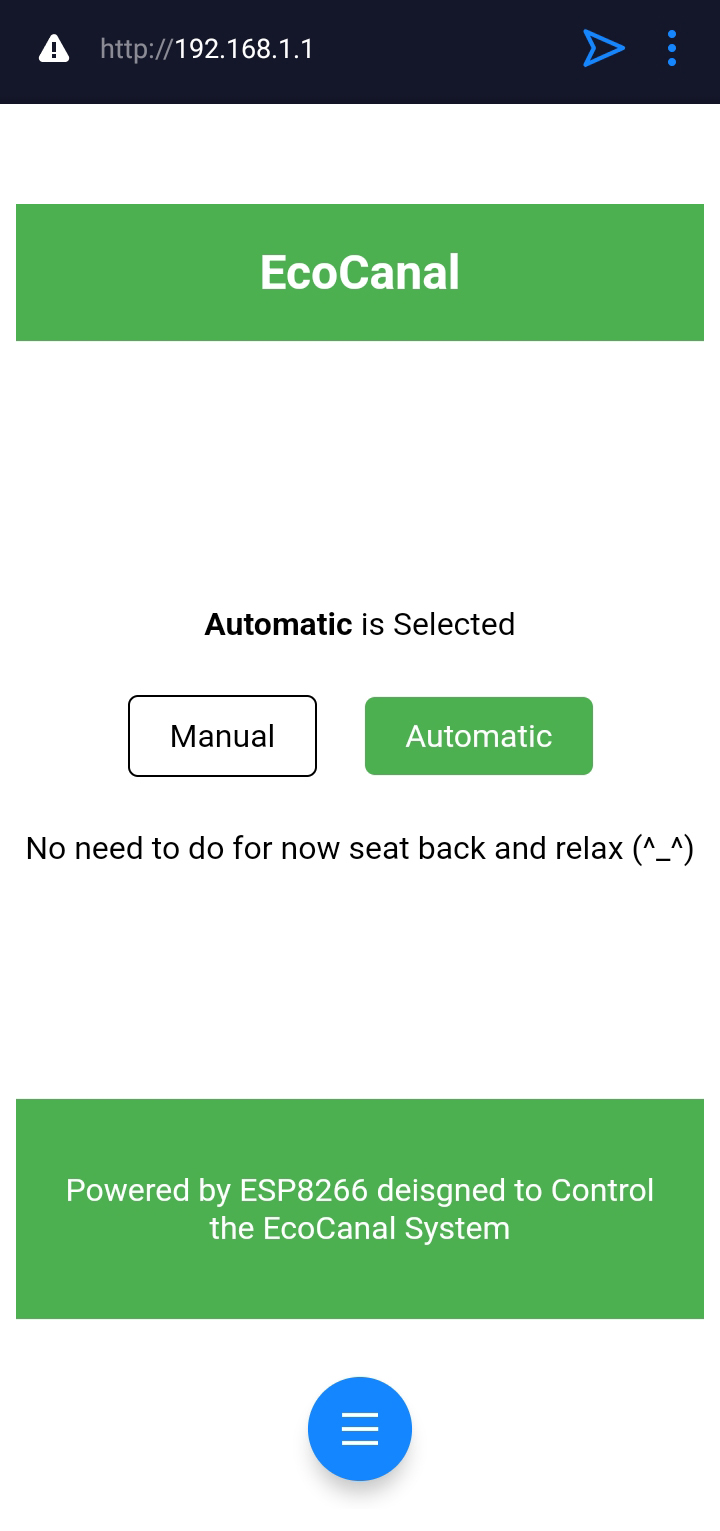 http://192.168.1.1
EcoCanal
Automatic is Selected
Manual
Automatic
No need to do for now seat back and relax (^_^)
Powered by ESP8266 deisgned to Control
the EcoCanal System